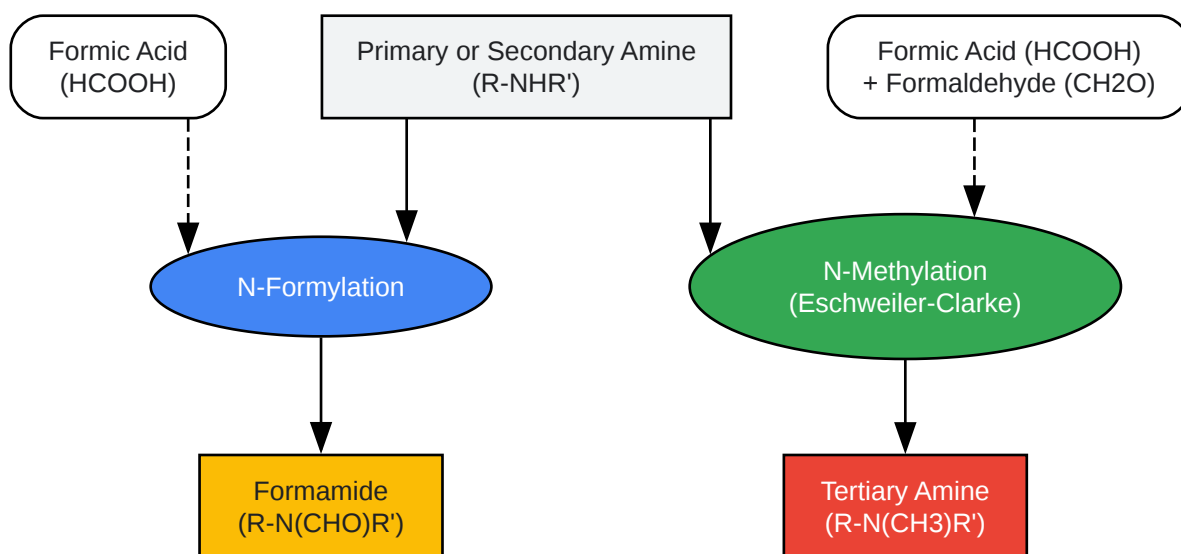 Formic Acid
(HCOOH)
Primary or Secondary Amine
(R-NHR')
Formic Acid (HCOOH)
+ Formaldehyde (CH2O)
N-Formylation
N-Methylation
(Eschweiler-Clarke)
Formamide
(R-N(CHO)R')
Tertiary Amine
(R-N(CH3)R')